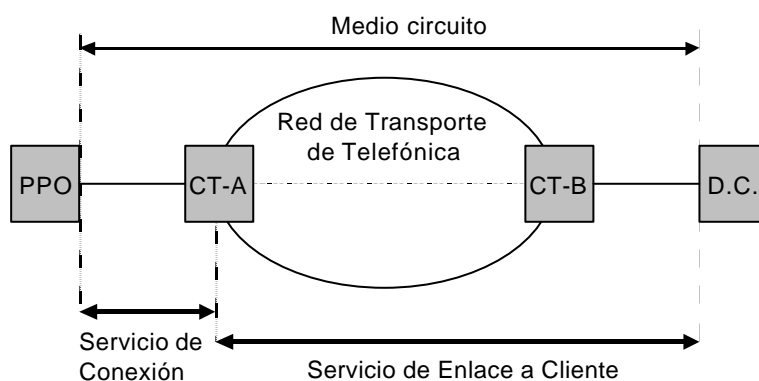 Medio circuito
Red de Transporte
de Telefónica
PPO
CT-A
CT-B
D.C.
Servicio de
Conexión
Servicio de Enlace a Cliente